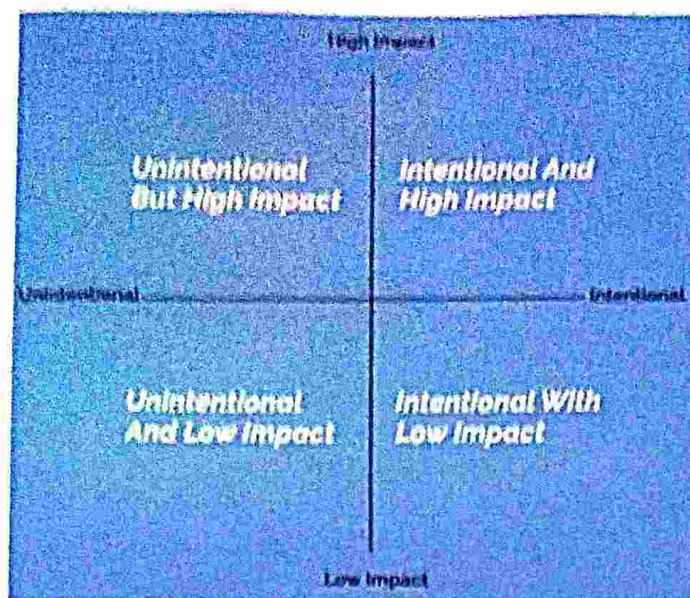 High Impact
Unintentional
But High Impact
Intentional And
High Impact
Unintentional
Intentional
Unintentional
And Low Impact
Intentional With
Low Impact
Low Impact